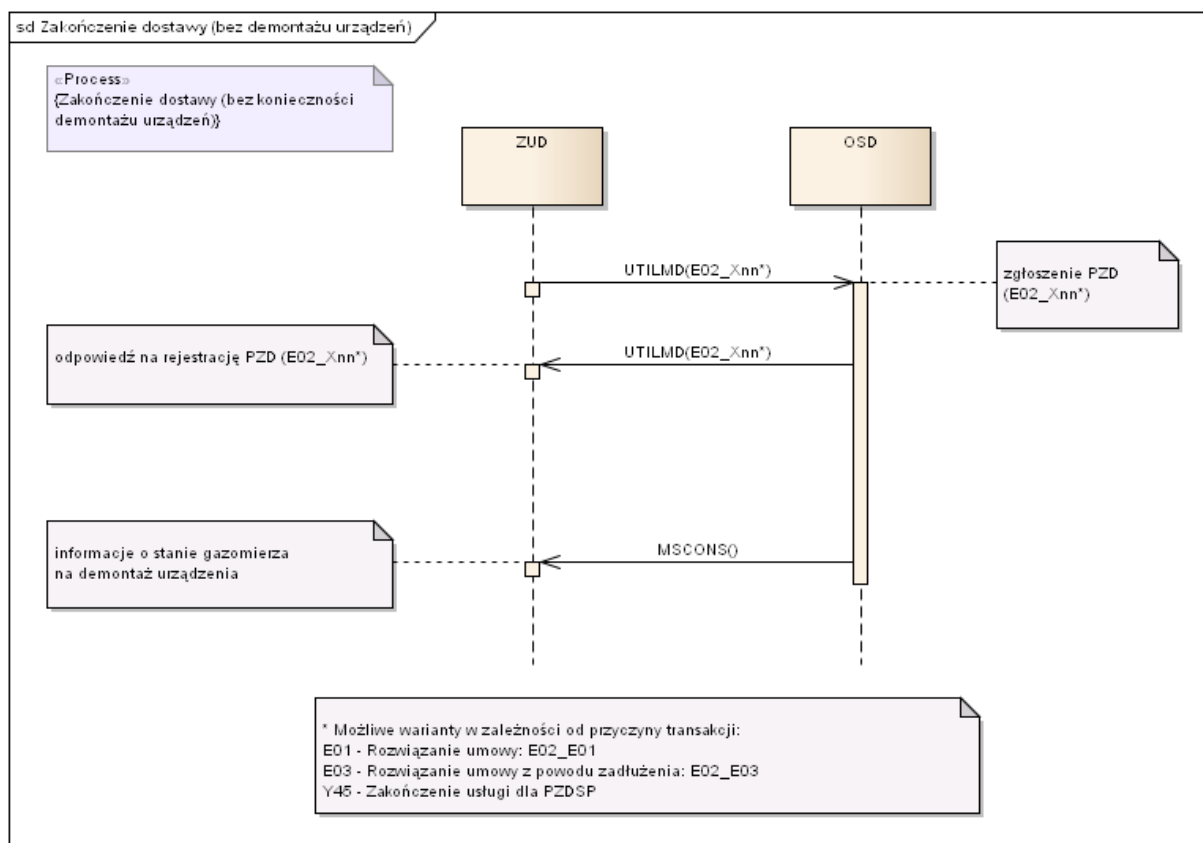 sd Zakończenie dostawy (bez demontażu urządzeń)
«Process»
{Zakończenie dostawy (bez konieczności
demontażu urządzeń)}
ZUD
OSD
UTILMD(E02_Xnn*)
zgłoszenie PZD
(E02_Xnn*)
odpowiedź na rejestrację PZD (E02_Xnn*)
UTILMD(E02_Xnn*)
informacje o stanie gazomierza
na demontaż urządzenia
MSCONS()
* Możliwe warianty w zależności od przyczyny transakcji:
E01 - Rozwiązanie umowy: E02_E01
E03 - Rozwiązanie umowy z powodu zadłużenia: E02_E03
Y45 - Zakończenie usługi dla PZDSP